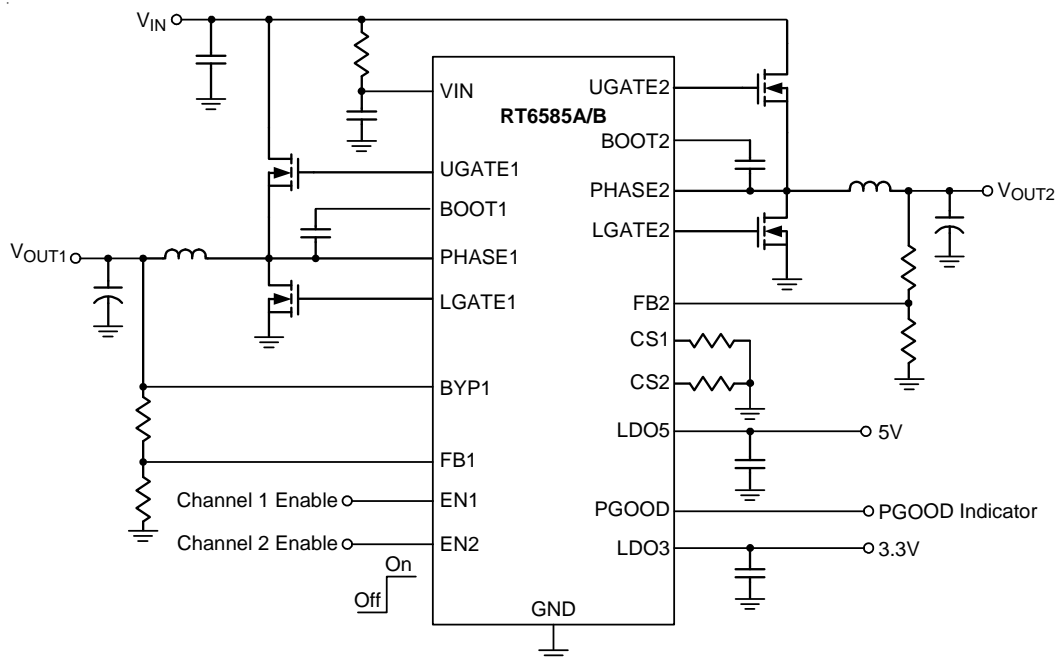 VIN
VIN
RT6585A/B
UGATE1
BOOT1
VOUT1
PHASE1
LGATE1
BYP1
FB1
Channel 1 Enable
EN1
Channel 2 Enable
EN2
On
Off
GND
UGATE2
BOOT2
PHASE2
VOUT2
LGATE2
FB2
CS1
CS2
LDO5
5V
PGOOD
PGOOD Indicator
LDO3
3.3V